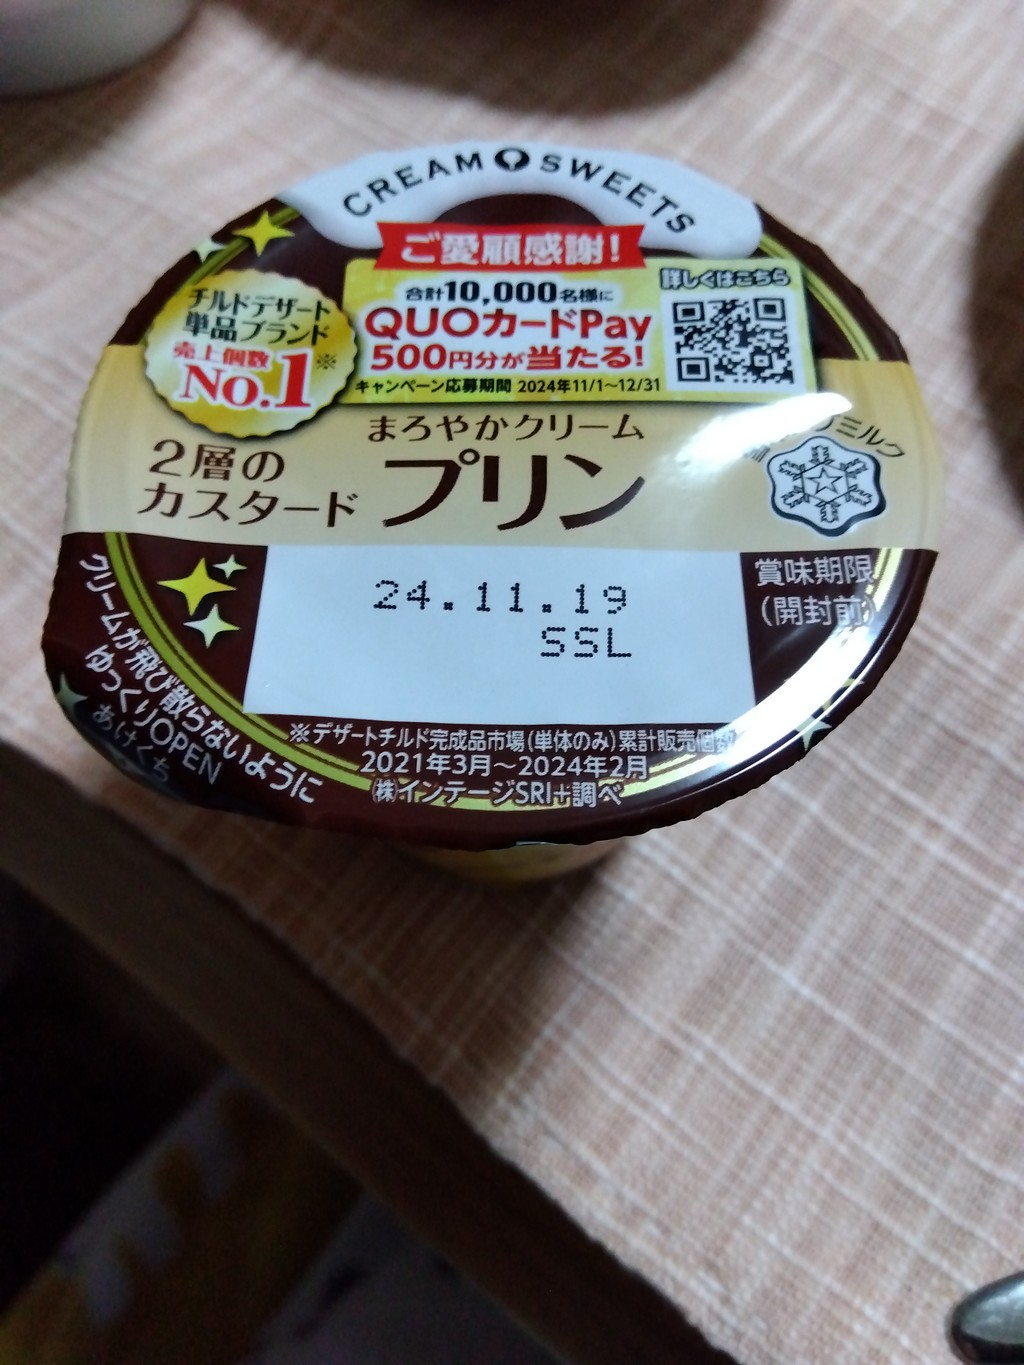 CREAM SWEETS
ご愛顧感謝!
合計10,000名様に
QUOカードPay
500円分が当たる!
キャンペーン応募期間 2024年11/1~12/31
詳しくはこちら
チルドデザート
単品ブランド
売上個数
No.1※
まろやかクリーム
プリン
2層の
カスタード
ミルク
24.11.19
SSL
賞味期限
(開封前)
クリームが飛び散らないように
ゆっくりOPEN
あけくち
※デザートチルド完成品市場(単体のみ)累計販売個数
2021年3月~2024年2月
㈱インテージSRI+調べ